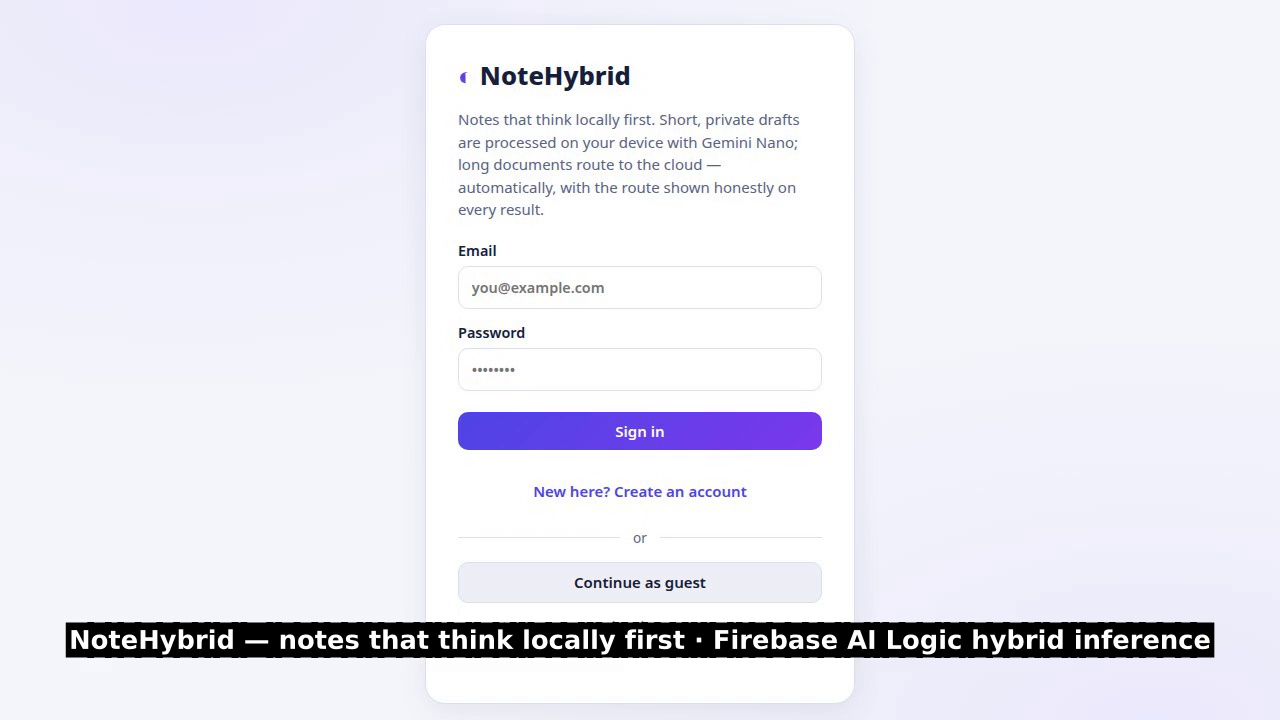 NoteHybrid
Notes that think locally first. Short, private drafts
are processed on your device with Gemini Nano;
long documents route to the cloud —
automatically, with the route shown honestly on
every result.
Email
you@example.com
Password
••••••••
Sign in
New here? Create an account
or
Continue as guest
NoteHybrid — notes that think locally first · Firebase AI Logic hybrid inference